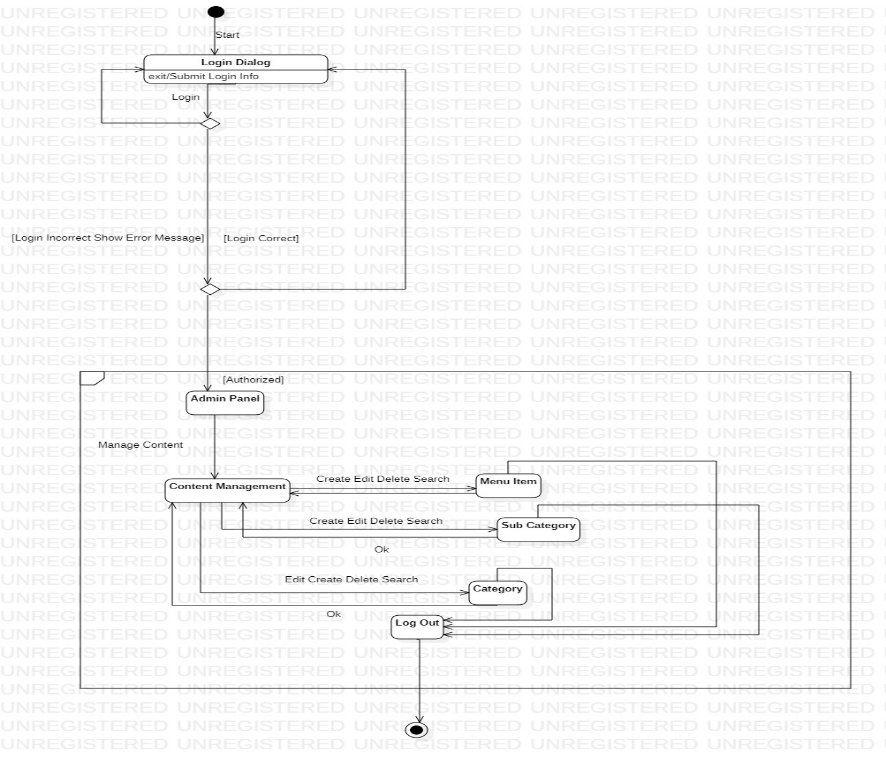 Start
Login Dialog
exit/Submit Login Info
Login
[Login Incorrect Show Error Message]
[Login Correct]
[Authorized]
Admin Panel
Manage Content
Content Management
Create Edit Delete Search
Menu Item
Create Edit Delete Search
Sub Category
Ok
Edit Create Delete Search
Category
Ok
Log Out
UNREGISTERED